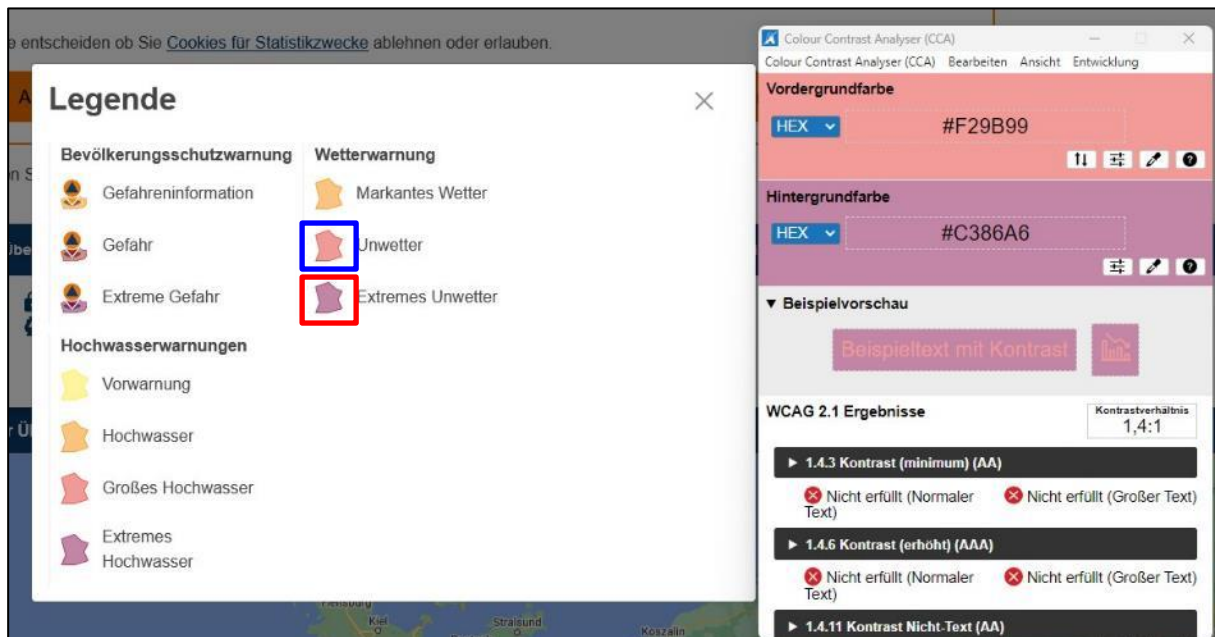 e entscheiden ob Sie Cookies für Statistikzwecke ablehnen oder erlauben.
A
Legende
en S
Bevölkerungsschutzwarnung
Gefahreninformation
Gefahr
Extreme Gefahr
Wetterwarnung
Markantes Wetter
Unwetter
Extremes Unwetter
Hochwasserwarnungen
Vorwarnung
Hochwasser
Großes Hochwasser
Extremes
Hochwasser
Übe
r Ü
Flensburg
Kiel
Stralsund
Koszalin
Colour Contrast Analyser (CCA)
Colour Contrast Analyser (CCA) Bearbeiten Ansicht Entwicklung
Vordergrundfarbe
HEX #F29B99
Hintergrundfarbe
HEX #C386A6
▼ Beispielvorschau
Beispieltext mit Kontrast
WCAG 2.1 Ergebnisse
Kontrastverhältnis
1,4:1
1.4.3 Kontrast (minimum) (AA)
Nicht erfüllt (Normaler
Text)
Nicht erfüllt (Großer Text)
1.4.6 Kontrast (erhöht) (AAA)
Nicht erfüllt (Normaler
Text)
Nicht erfüllt (Großer Text)
1.4.11 Kontrast Nicht-Text (AA)